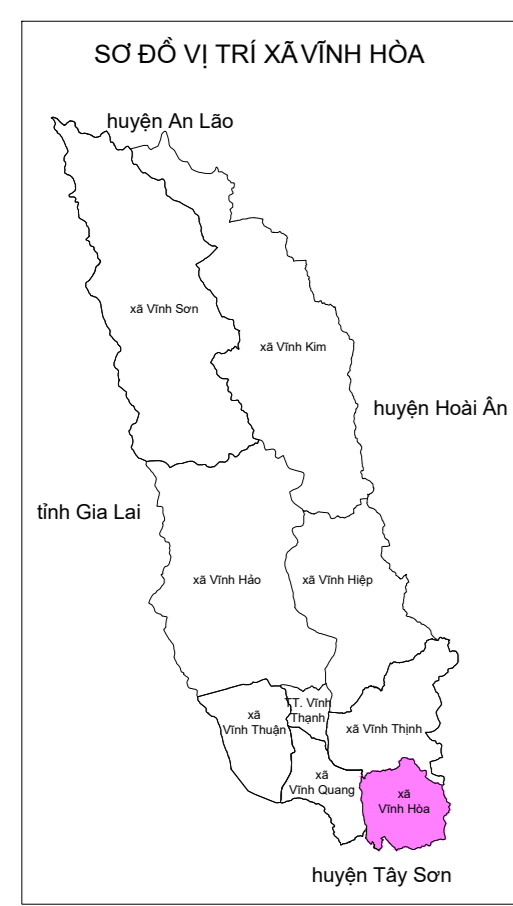 SƠ ĐỒ VỊ TRÍ XÃ VĨNH HÒA
huyện An Lão
xã Vĩnh Sơn
xã Vĩnh Kim
huyện Hoài Ân
tỉnh Gia Lai
xã Vĩnh Hảo
xã Vĩnh Hiệp
TT. Vĩnh
Thạnh
xã
Vĩnh Thuận
xã Vĩnh Thịnh
xã
Vĩnh Quang
xã
Vĩnh Hòa
huyện Tây Sơn